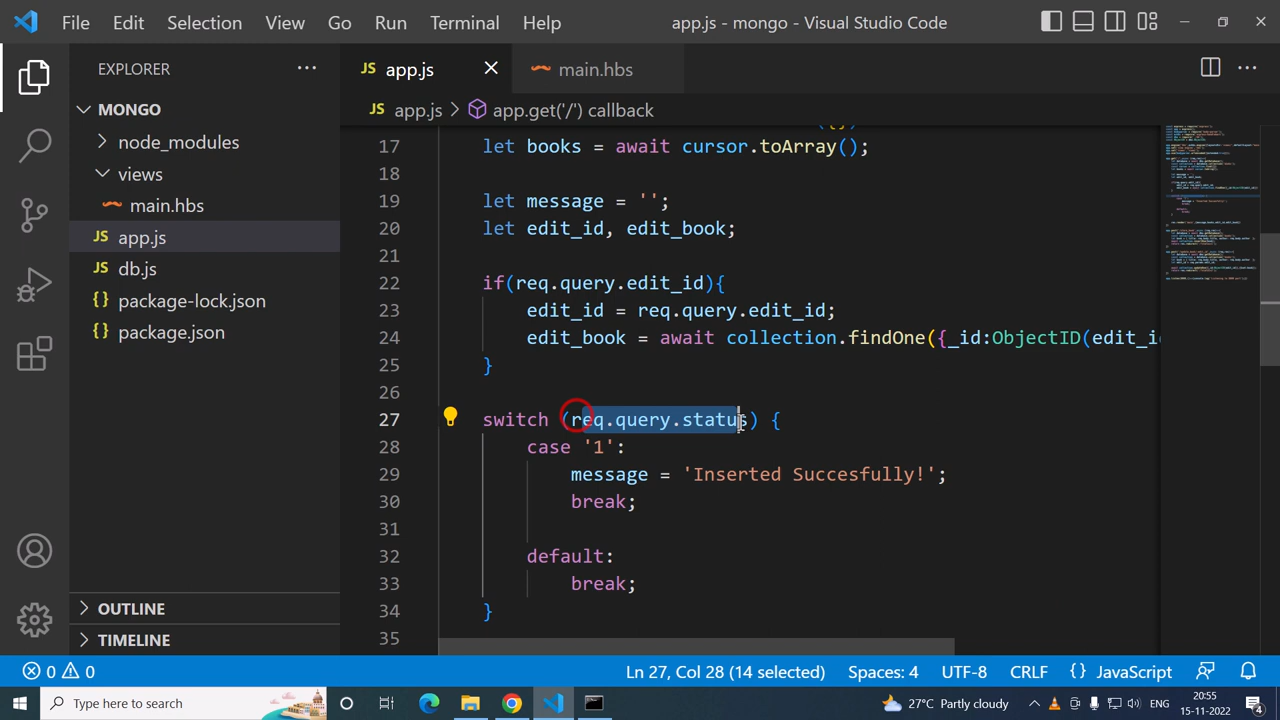 File Edit Selection View Go Run Terminal Help app.js - mongo - Visual Studio Code
EXPLORER
JS app.js main.hbs
MONGO
JS app.js > app.get('/') callback
node_modules
views
main.hbs
JS app.js
JS db.js
{} package-lock.json
{} package.json
OUTLINE
TIMELINE
({})
17 let books = await cursor.toArray();
18
19 let message = '';
20 let edit_id, edit_book;
21
22 if(req.query.edit_id){
23 edit_id = req.query.edit_id;
24 edit_book = await collection.findOne({_id:ObjectID(edit_id
25 }
26
27 switch (req.query.status) {
28 case '1':
29 message = 'Inserted Succesfully!';
30 break;
31
32 default:
33 break;
34 }
35
0 0 Ln 27, Col 28 (14 selected) Spaces: 4 UTF-8 CRLF {} JavaScript
Type here to search 27°C Partly cloudy ENG 20:55 15-11-2022 4